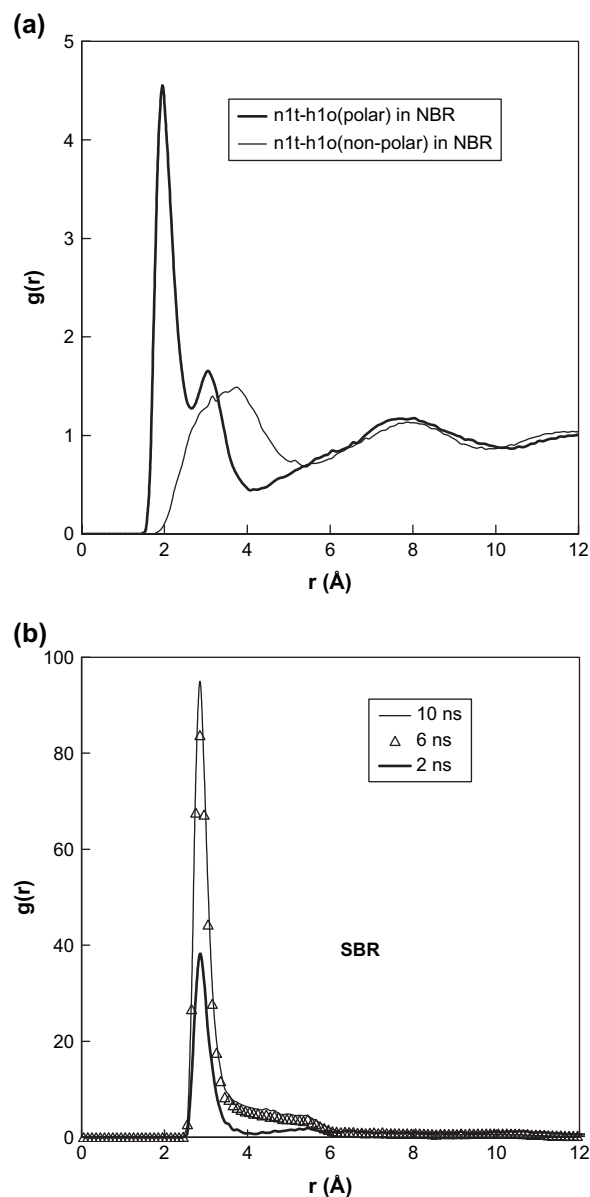 (a)
5
4
3
2
1
0
g(r)
n1t-h1o(polar) in NBR
n1t-h1o(non-polar) in NBR
0 2 4 6 8 10 12
r (Å)
(b)
100
80
60
40
20
0
g(r)
10 ns
6 ns
2 ns
SBR
0 2 4 6 8 10 12
r (Å)